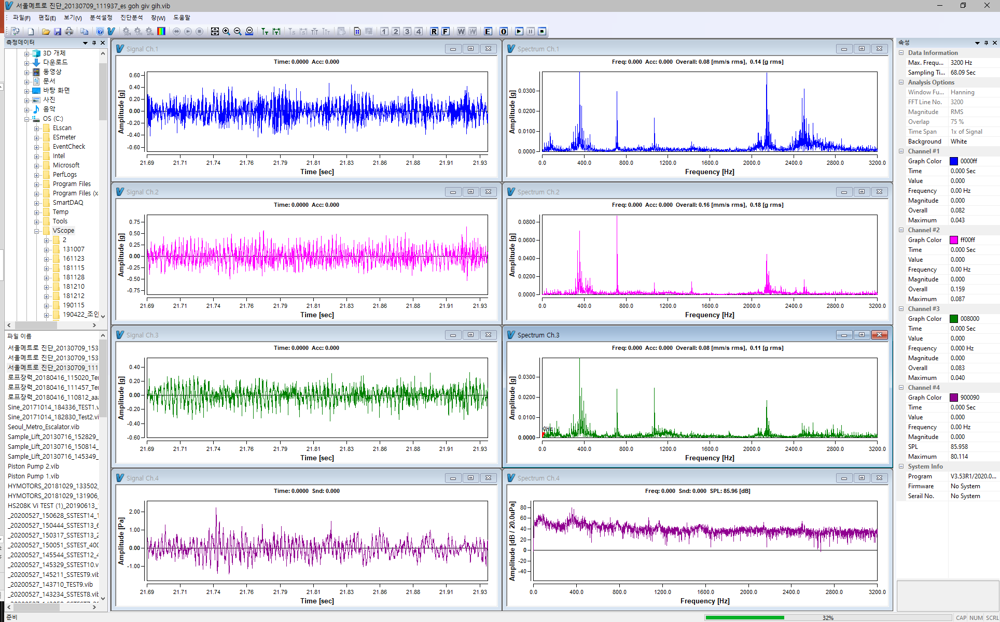 서울메트로 진단_20130709_111937_es goh giv gih.vib
파일(F) 편집(E) 보기(V) 분석설정 진단분석 창(W) 도움말
1 2 3 4 R F W W E O
측정데이터
3D 개체
다운로드
동영상
문서
바탕 화면
사진
음악
OS (C:)
ELscan
ESmeter
EventCheck
Intel
Microsoft
PerfLogs
Program Files
Program Files (x
SmartDAQ
Temp
Tools
VScope
2
131007
161123
181115
181128
181210
181212
190115
190422_조인
파일 이름
서울메트로 진단_20130709_153
서울메트로 진단_20130709_153
서울메트로 진단_20130709_111
로프장력_20180416_115020_Ter
로프장력_20180416_111457_Ter
로프장력_20180416_110812_aaa
Sine_20171014_184336_TEST1.v
Sine_20171014_182830_Test2.vi
Seoul_Metro_Escalator.vib
Sample_Lift_20130716_152829_
Sample_Lift_20130716_150814_
Sample_Lift_20130716_145349_
Piston Pump 2.vib
Piston Pump 1.vib
HYMOTORS_20181029_133502_
HYMOTORS_20181029_131906_
HS208K Vi TEST (1)_20190613_
_20200527_150628_SSTEST14_1
_20200527_150444_SSTEST13_6
_20200527_150317_SSTEST13_2
_20200527_150051_SSTEST_400
_20200527_145544_SSTEST12_4
_20200527_145329_SSTEST10.v
_20200527_145211_SSTEST9.vib
_20200527_143710_TEST9.vib
_20200527_143234_SSTEST8.vib
준비
Signal Ch.1
Time: 0.0000 Acc: 0.000
Amplitude [g]
0.60
0.40
0.20
0.00
-0.20
-0.40
-0.60
21.69 21.71 21.74 21.76 21.79 21.81 21.83 21.86 21.88 21.91 21.93
Time [sec]
Spectrum Ch.1
Freq: 0.000 Acc: 0.000 Overall: 0.08 [mm/s rms], 0.14 [g rms]
Amplitude [g]
0.0300
0.0200
0.0100
0.0000
0.0 400.0 800.0 1200.0 1600.0 2000.0 2400.0 2800.0 3200.0
Frequency [Hz]
Signal Ch.2
Time: 0.0000 Acc: 0.000
Amplitude [g]
0.75
0.50
0.25
0.00
-0.25
-0.50
-0.75
21.69 21.71 21.74 21.76 21.79 21.81 21.83 21.86 21.88 21.91 21.93
Time [sec]
Spectrum Ch.2
Freq: 0.000 Acc: 0.000 Overall: 0.16 [mm/s rms], 0.18 [g rms]
Amplitude [g]
0.0800
0.0600
0.0400
0.0200
0.0000
0.0 400.0 800.0 1200.0 1600.0 2000.0 2400.0 2800.0 3200.0
Frequency [Hz]
Signal Ch.3
Time: 0.0000 Acc: 0.000
Amplitude [g]
0.40
0.20
0.00
-0.20
-0.40
-0.60
21.69 21.71 21.74 21.76 21.79 21.81 21.83 21.86 21.88 21.91 21.93
Time [sec]
Spectrum Ch.3
Freq: 0.000 Acc: 0.000 Overall: 0.08 [mm/s rms], 0.11 [g rms]
Amplitude [g]
0.0300
0.0200
0.0100
0.0000
0Hz
0.0 400.0 800.0 1200.0 1600.0 2000.0 2400.0 2800.0 3200.0
Frequency [Hz]
Signal Ch.4
Time: 0.0000 Snd: 0.000
Amplitude [Pa]
2.00
1.00
0.00
-1.00
21.69 21.71 21.74 21.76 21.79 21.81 21.83 21.86 21.88 21.91 21.93
Time [sec]
Spectrum Ch.4
Freq: 0.000 Snd: 0.000 SPL: 85.96 [dB]
Amplitude [dB / 20.0uPa]
80
60
40
20
0
-20
-40
0.0 400.0 800.0 1200.0 1600.0 2000.0 2400.0 2800.0 3200.0
Frequency [Hz]
속성
Data Information
Max. Frequ... 3200 Hz
Sampling Ti... 68.09 Sec
Analysis Options
Window Fu... Hanning
FFT Line No. 3200
Magnitude RMS
Overlap 75 %
Time Span 1x of Signal
Background White
Channel #1
Graph Color 0000ff
Time 0.000 Sec
Value 0.000
Frequency 0.00 Hz
Magnitude 0.000
Overall 0.082
Maximum 0.043
Channel #2
Graph Color ff00ff
Time 0.000 Sec
Value 0.000
Frequency 0.00 Hz
Magnitude 0.000
Overall 0.159
Maximum 0.087
Channel #3
Graph Color 008000
Time 0.000 Sec
Value 0.000
Frequency 0.000 Hz
Magnitude 0.000
Overall 0.083
Maximum 0.040
Channel #4
Graph Color 900090
Time 0.000 Sec
Value 0.000
Frequency 0.00 Hz
Magnitude 0.000
SPL 85.958
Maximum 80.114
System Info
Program V3.53R1/2020.0...
Firmware No System
Serail No. No System
32%
CAP NUM SCRL